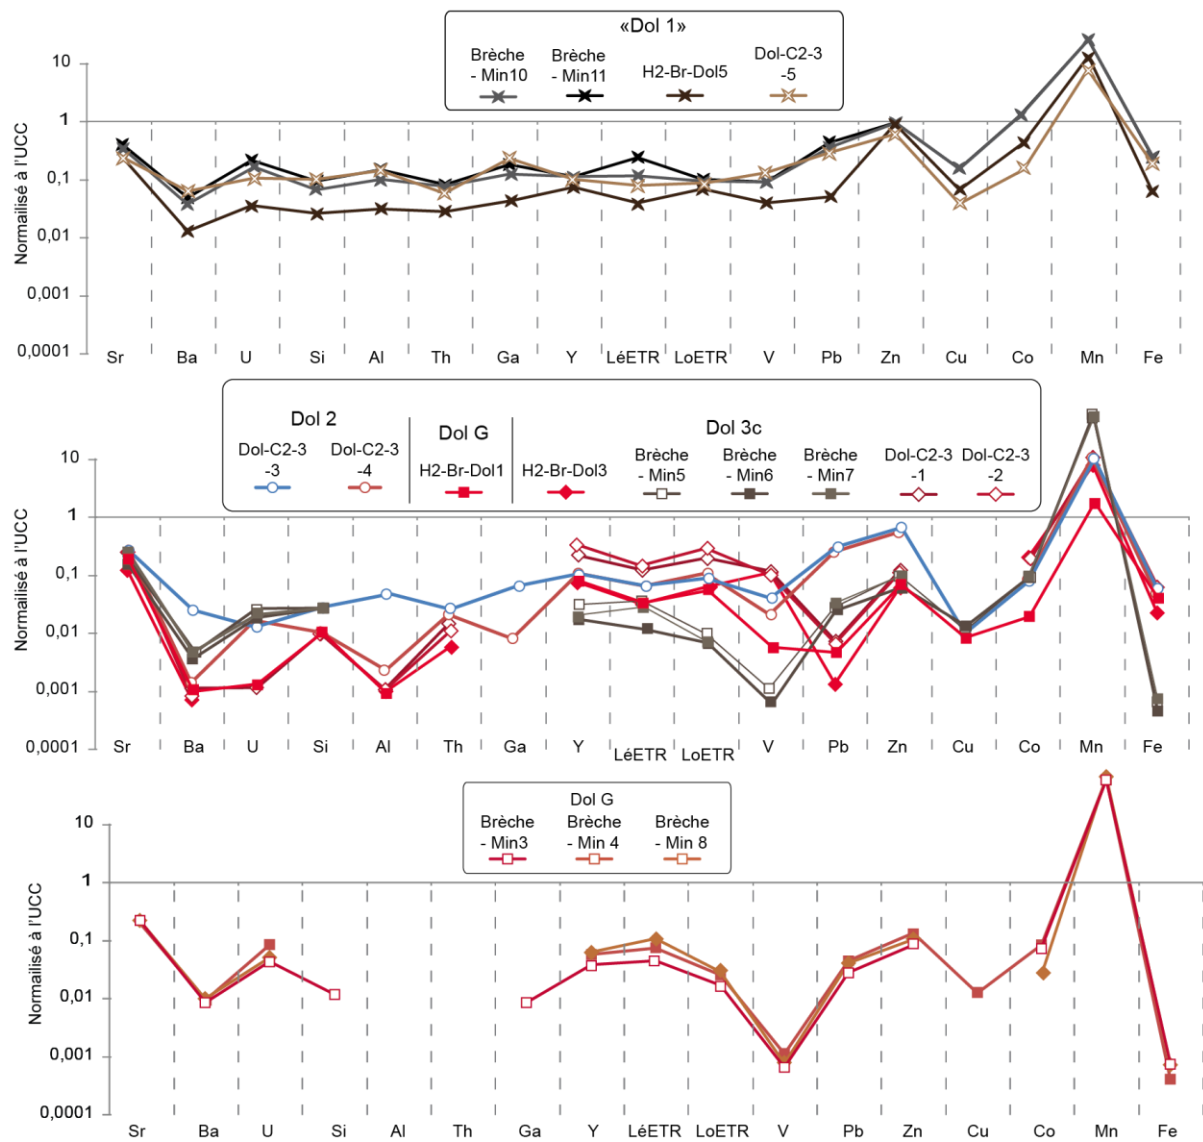 «Dol 1»
Brèche - Min10
Brèche - Min11
H2-Br-Dol5
Dol-C2-3 -5
Normailisé à l'UCC
10
1
0,1
0,01
0,001
0,0001
Sr Ba U Si Al Th Ga Y LéETR LoETR V Pb Zn Cu Co Mn Fe
Dol 2
Dol-C2-3 -3
Dol-C2-3 -4
Dol G
H2-Br-Dol1
Dol 3c
H2-Br-Dol3
Brèche - Min5
Brèche - Min6
Brèche - Min7
Dol-C2-3 -1
Dol-C2-3 -2
Normailisé à l'UCC
10
1
0,1
0,01
0,001
0,0001
Sr Ba U Si Al Th Ga Y LéETR LoETR V Pb Zn Cu Co Mn Fe
Dol G
Brèche - Min3
Brèche - Min 4
Brèche - Min 8
Normailisé à l'UCC
10
1
0,1
0,01
0,001
0,0001
Sr Ba U Si Al Th Ga Y LéETR LoETR V Pb Zn Cu Co Mn Fe